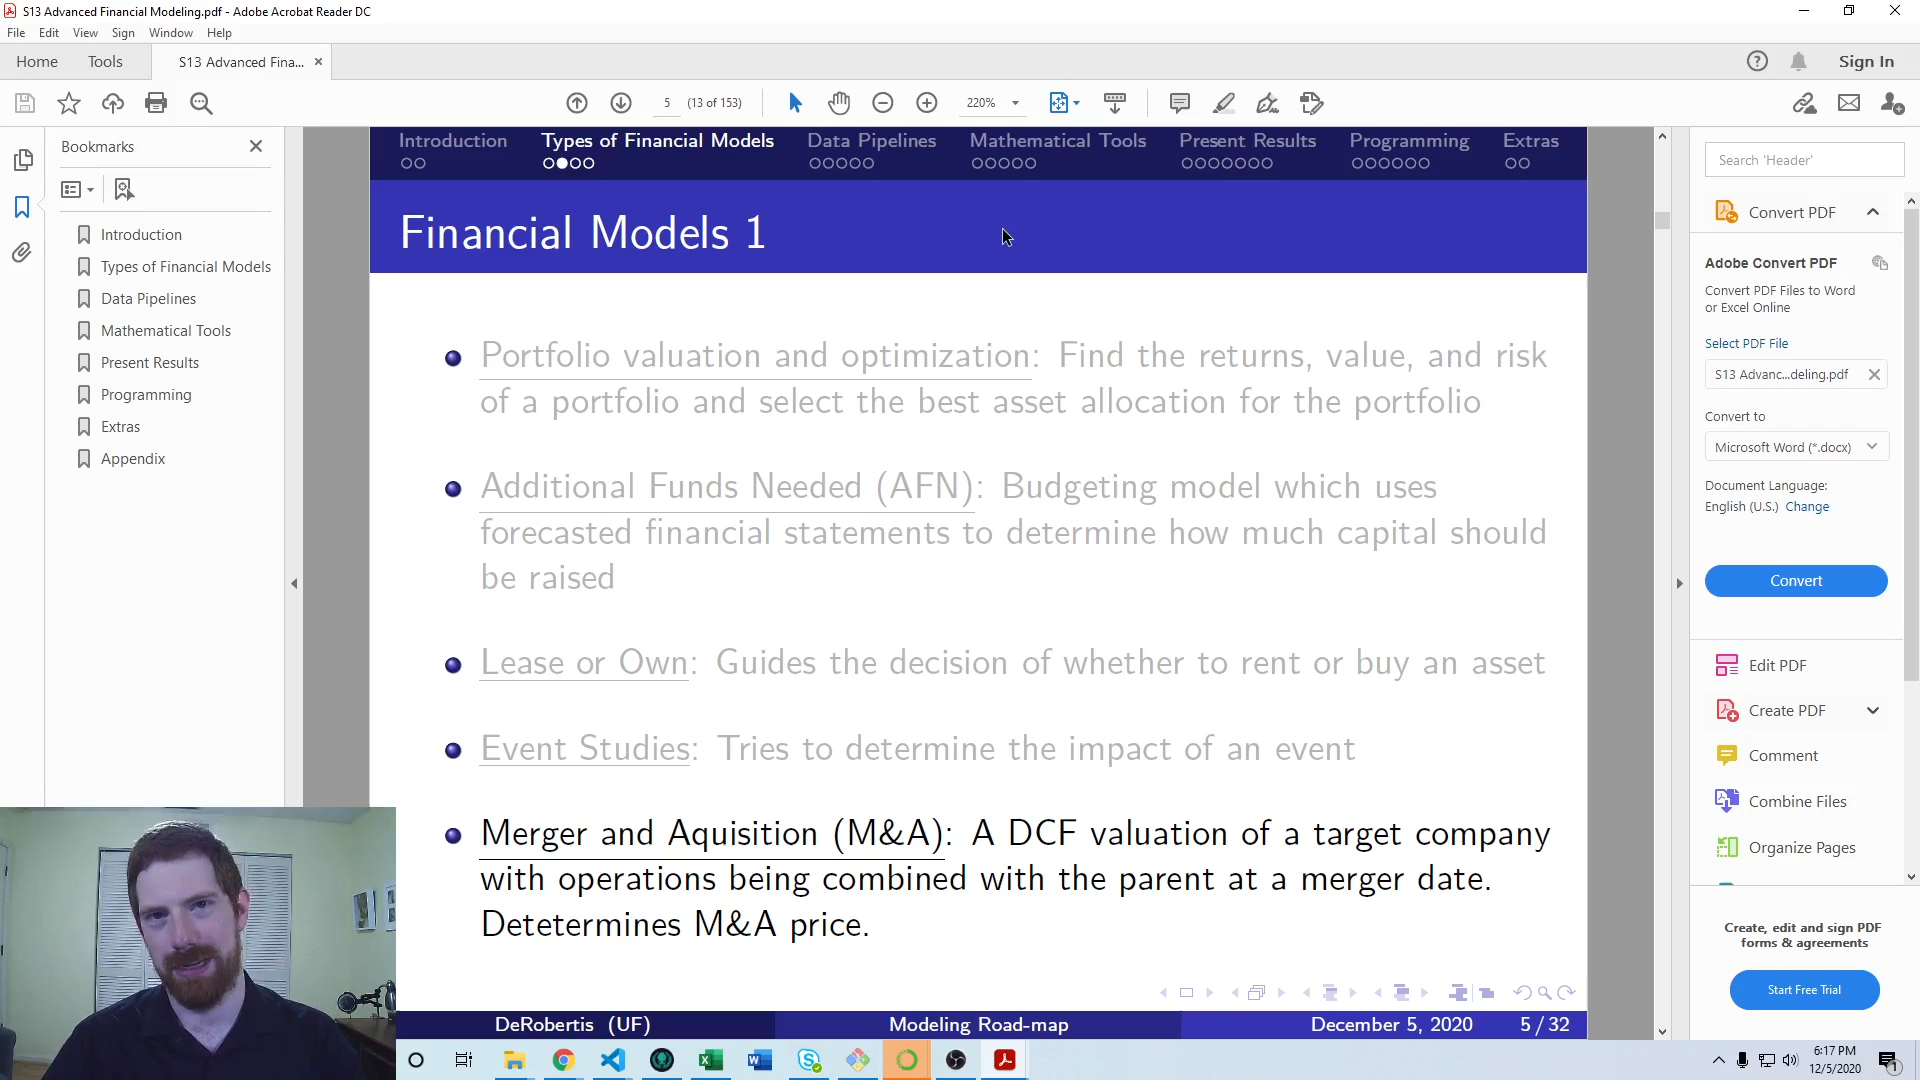 S13 Advanced Financial Modeling.pdf - Adobe Acrobat Reader DC
File Edit View Sign Window Help
Home Tools S13 Advanced Fina... Sign In
5 (13 of 153) 220%
Bookmarks
Introduction
Types of Financial Models
Data Pipelines
Mathematical Tools
Present Results
Programming
Extras
Appendix
Introduction Types of Financial Models Data Pipelines Mathematical Tools Present Results Programming Extras
Financial Models 1
Portfolio valuation and optimization: Find the returns, value, and risk
of a portfolio and select the best asset allocation for the portfolio
Additional Funds Needed (AFN): Budgeting model which uses
forecasted financial statements to determine how much capital should
be raised
Lease or Own: Guides the decision of whether to rent or buy an asset
Event Studies: Tries to determine the impact of an event
Merger and Aquisition (M&A): A DCF valuation of a target company
with operations being combined with the parent at a merger date.
Detetermines M&A price.
DeRobertis (UF) Modeling Road-map December 5, 2020 5 / 32
Search 'Header'
Convert PDF
Adobe Convert PDF
Convert PDF Files to Word
or Excel Online
Select PDF File
S13 Advanc...deling.pdf
Convert to
Microsoft Word (*.docx)
Document Language:
English (U.S.) Change
Convert
Edit PDF
Create PDF
Comment
Combine Files
Organize Pages
Create, edit and sign PDF
forms & agreements
Start Free Trial
6:17 PM
12/5/2020
1